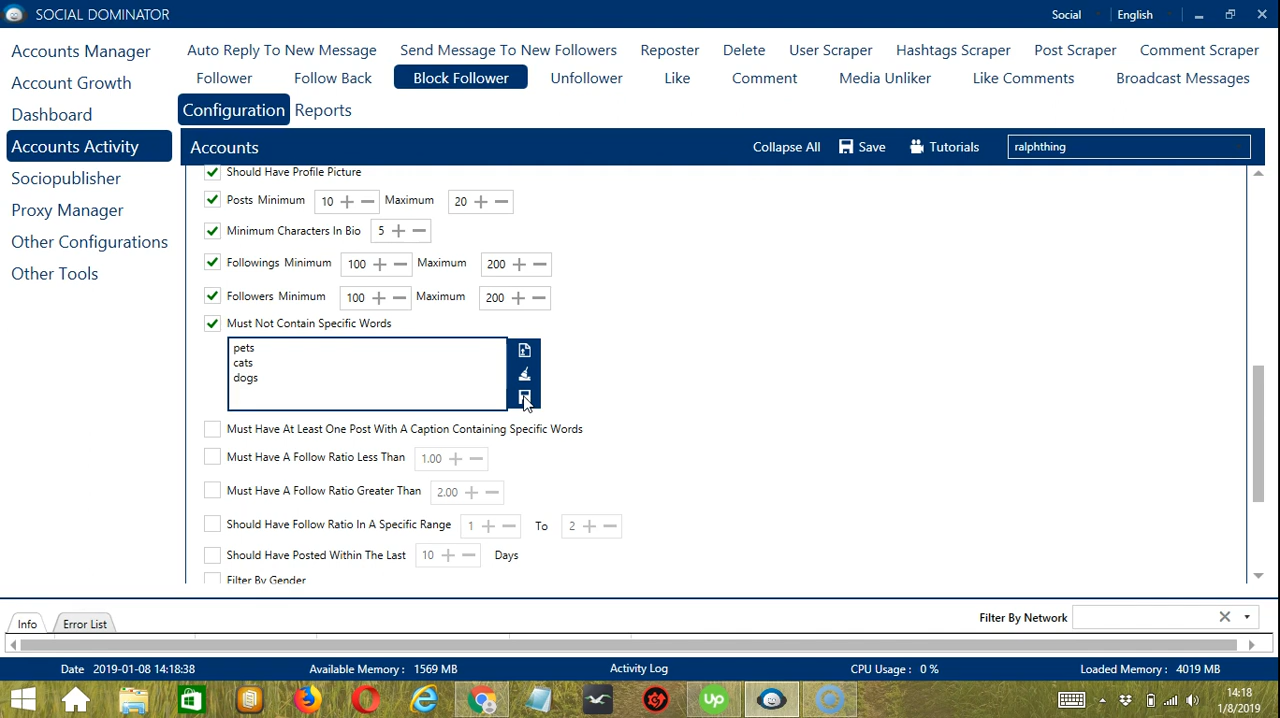 SOCIAL DOMINATOR Social English
Accounts Manager
Account Growth
Dashboard
Accounts Activity
Sociopublisher
Proxy Manager
Other Configurations
Other Tools
Auto Reply To New Message Send Message To New Followers Reposter Delete User Scraper Hashtags Scraper Post Scraper Comment Scraper
Follower Follow Back Block Follower Unfollower Like Comment Media Unliker Like Comments Broadcast Messages
Configuration Reports
Accounts Collapse All Save Tutorials ralphthing
Should Have Profile Picture
Posts Minimum 10 Maximum 20
Minimum Characters In Bio 5
Followings Minimum 100 Maximum 200
Followers Minimum 100 Maximum 200
Must Not Contain Specific Words
pets
cats
dogs
Must Have At Least One Post With A Caption Containing Specific Words
Must Have A Follow Ratio Less Than 1.00
Must Have A Follow Ratio Greater Than 2.00
Should Have Follow Ratio In A Specific Range 1 To 2
Should Have Posted Within The Last 10 Days
Filter By Gender
Info Error List Filter By Network
Date 2019-01-08 14:18:38 Available Memory : 1569 MB Activity Log CPU Usage : 0 % Loaded Memory : 4019 MB
up
14:18
1/8/2019